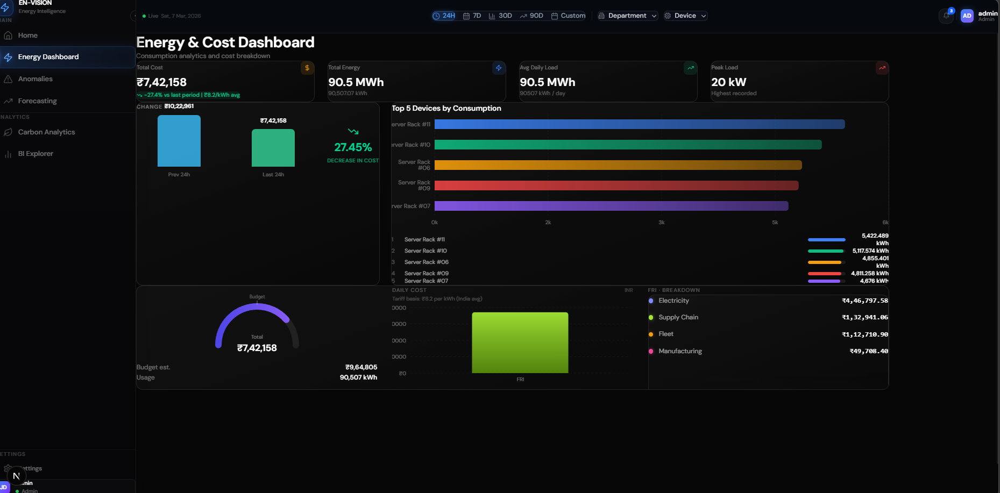 EN-VISION
Energy Intelligence
AIN
Home
Energy Dashboard
Anomalies
Forecasting
NALYTICS
Carbon Analytics
BI Explorer
ETTINGS
ettings
N
min
JD
Admin
Live Sat, 7 Mar, 2026
24H 7D 30D 90D Custom
Department
Device
3
AD
admin
Admin
Energy & Cost Dashboard
Consumption analytics and cost breakdown
Total Cost
$
₹7,42,158
-27.4% vs last period | ₹8.2/kWh avg
Total Energy
90.5 MWh
90,507.07 kWh
Avg Daily Load
90.5 MWh
90507 kWh / day
Peak Load
20 kW
Highest recorded
CHANGE
₹10,22,961
₹7,42,158
27.45%
DECREASE IN COST
Prev 24h
Last 24h
Top 5 Devices by Consumption
erver Rack #11
rver Rack #10
Server Rack
#06
Server Rack
#09
rver Rack #07
0k 2k 3k 5k 6k
1 Server Rack #11 5,422.489
kWh
2 Server Rack #10 5,117.574 kWh
3 Server Rack #06 4,855.401
kWh
4 Server Rack #09 4,811.258 kWh
5 Server Rack #07 4,676 kWh
Budget
Total
₹7,42,158
Budget est. ₹9,64,805
Usage 90,507 kWh
DAILY COST INR
Tariff basis: ₹8.2 per kWh (India avg)
0000
0000
0000
0000
₹0
FRI
FRI · BREAKDOWN
Electricity ₹4,46,797.58
Supply Chain ₹1,32,941.06
Fleet ₹1,12,710.90
Manufacturing ₹49,708.40